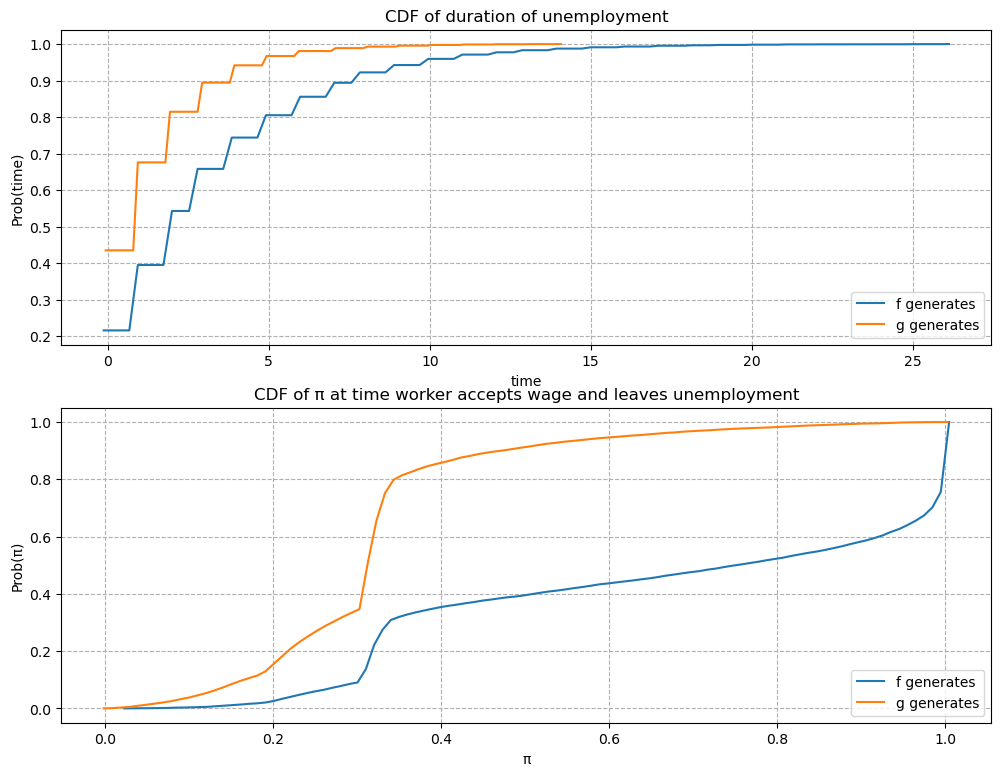 CDF of duration of unemployment
1.0
0.9
0.8
0.7
0.6
0.5
0.4
0.3
0.2
Prob(time)
f generates
g generates
0 5 10 15 20 25
time
CDF of π at time worker accepts wage and leaves unemployment
1.0
0.8
0.6
0.4
0.2
0.0
Prob(π)
f generates
g generates
0.0 0.2 0.4 0.6 0.8 1.0
π